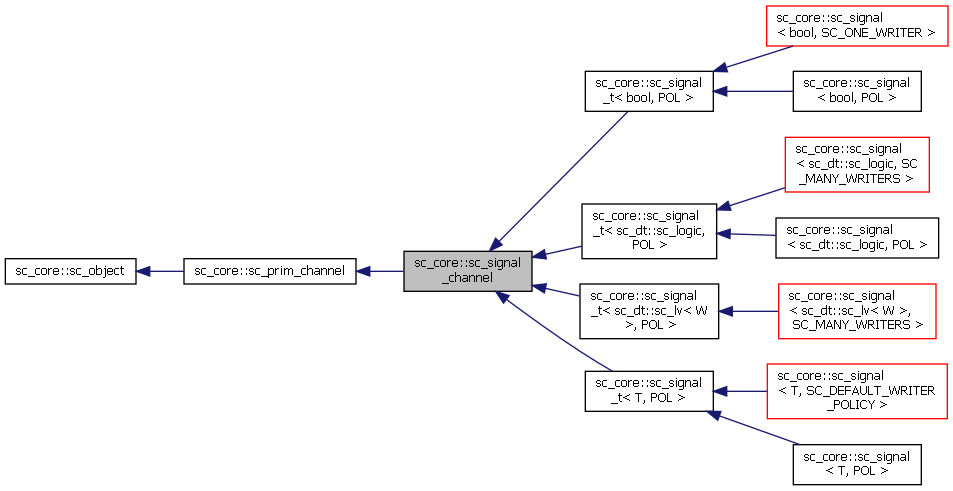 sc_core::sc_object
sc_core::sc_prim_channel
sc_core::sc_signal
_channel
sc_core::sc_signal
_t< bool, POL >
sc_core::sc_signal
< bool, SC_ONE_WRITER >
sc_core::sc_signal
< bool, POL >
sc_core::sc_signal
_t< sc_dt::sc_logic,
POL >
sc_core::sc_signal
< sc_dt::sc_logic, SC
_MANY_WRITERS >
sc_core::sc_signal
< sc_dt::sc_logic, POL >
sc_core::sc_signal
_t< sc_dt::sc_lv< W
>, POL >
sc_core::sc_signal
< sc_dt::sc_lv< W >,
SC_MANY_WRITERS >
sc_core::sc_signal
_t< T, POL >
sc_core::sc_signal
< T, SC_DEFAULT_WRITER
_POLICY >
sc_core::sc_signal
< T, POL >